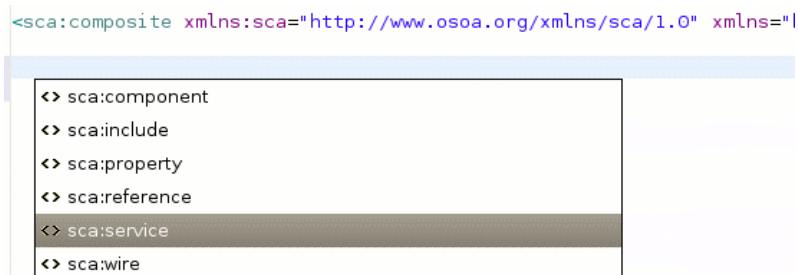 <sca:composite xmlns:sca="http://www.osoa.org/xmlns/sca/1.0" xmlns="
<> sca:component
<> sca:include
<> sca:property
<> sca:reference
<> sca:service
<> sca:wire